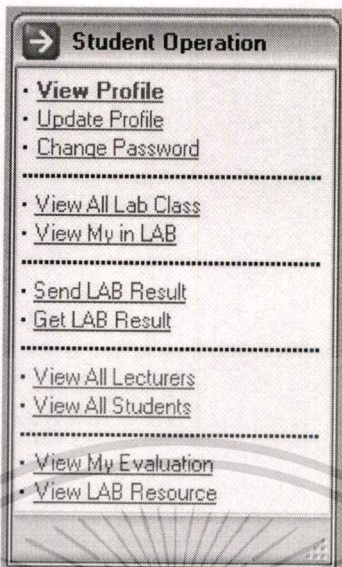 Student Operation
· View Profile
· Update Profile
· Change Password
· View All Lab Class
· View My in LAB
· Send LAB Result
· Get LAB Result
· View All Lecturers
· View All Students
· View My Evaluation
· View LAB Resource